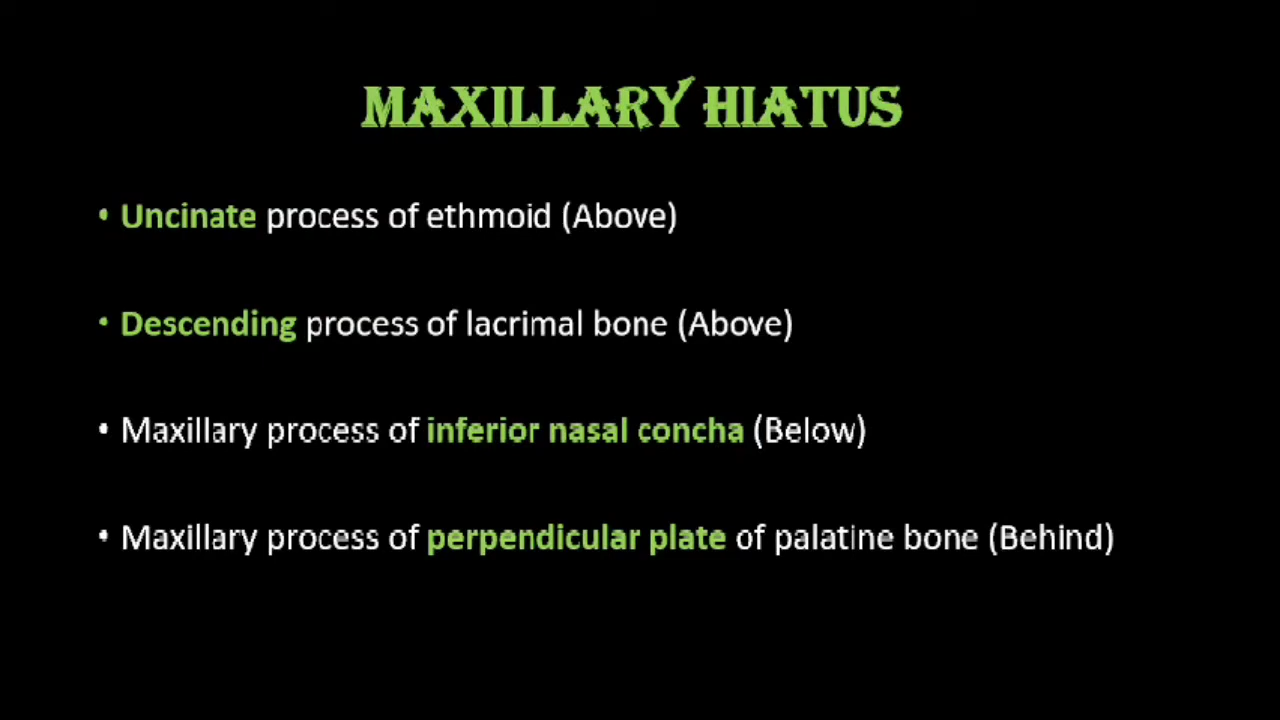 MAXILLARY HIATUS
• Uncinate process of ethmoid (Above)
• Descending process of lacrimal bone (Above)
• Maxillary process of inferior nasal concha (Below)
• Maxillary process of perpendicular plate of palatine bone (Behind)